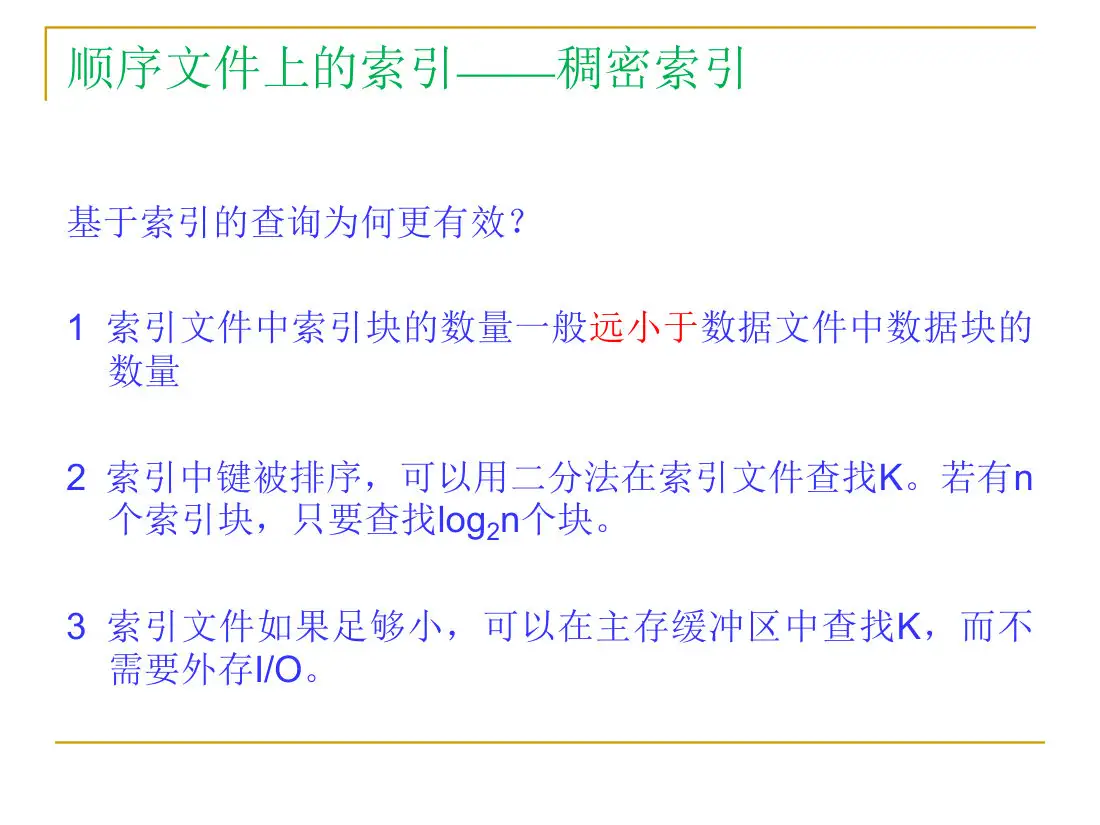 顺序文件上的索引——稠密索引
基于索引的查询为何更有效？
1 索引文件中索引块的数量一般远小于数据文件中数据块的
数量
2 索引中键被排序，可以用二分法在索引文件查找K。若有n
个索引块，只要查找log₂n个块。
3 索引文件如果足够小，可以在主存缓冲区中查找K，而不
需要外存I/O。